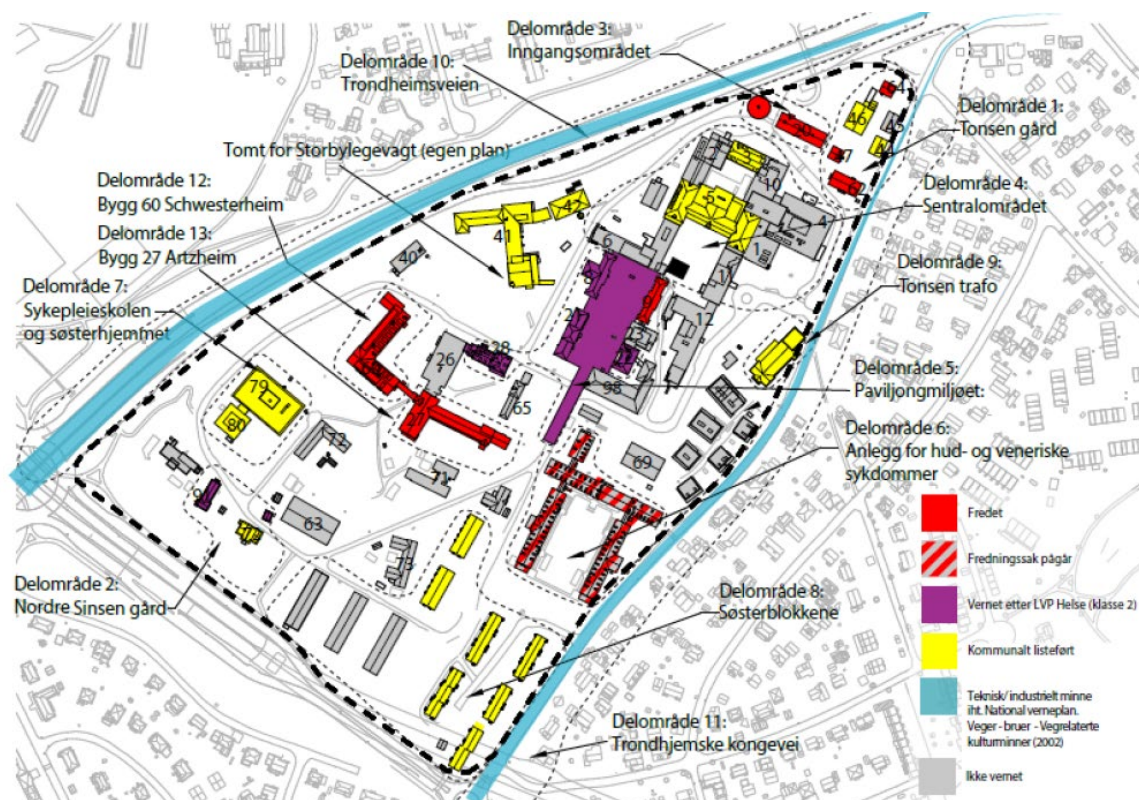 Delområde 3:
Inngangsområdet
Delområde 10:
Trondheimsveien
Delområde 1:
Tonsen gård
Tomt for Storbylegevagt (egen plan)
Delområde 12:
Bygg 60 Schwesterheim
Delområde 13:
Bygg 27 Artzheim
Delområde 4:
Sentralområdet
Delområde 7:
Sykepleieskolen
og søsterhjemmet
Delområde 9:
Tonsen trafo
Delområde 5:
Paviljongmiljøet:
Delområde 6:
Anlegg for hud- og veneriske
sykdommer
Delområde 2:
Nordre Sinsen gård
Delområde 8:
Søsterblokkene
Delområde 11:
Trondhjemske kongevei
46
10
5
4
1
11
6
12
42
41
40
26
28
65
98
79
80
72
71
69
63
73
Fredet
Fredningssak pågår
Vernet etter LVP Helse (klasse 2)
Kommunalt listeført
Teknisk/ industrielt minne
iht. National verneplan.
Veger - bruer - Vegrelaterte
kulturminner (2002)
Ikke vernet